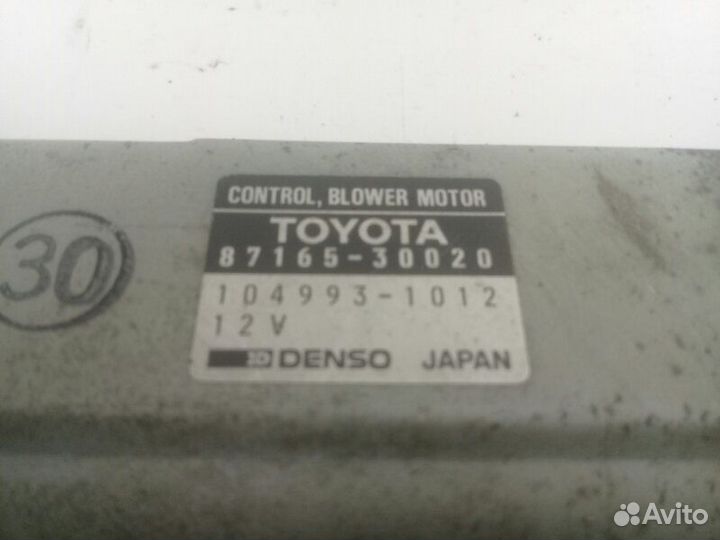 CONTROL, BLOWER MOTOR
TOYOTA
87165-30020
104993-1012
12V
DENSO JAPAN
30
Avito